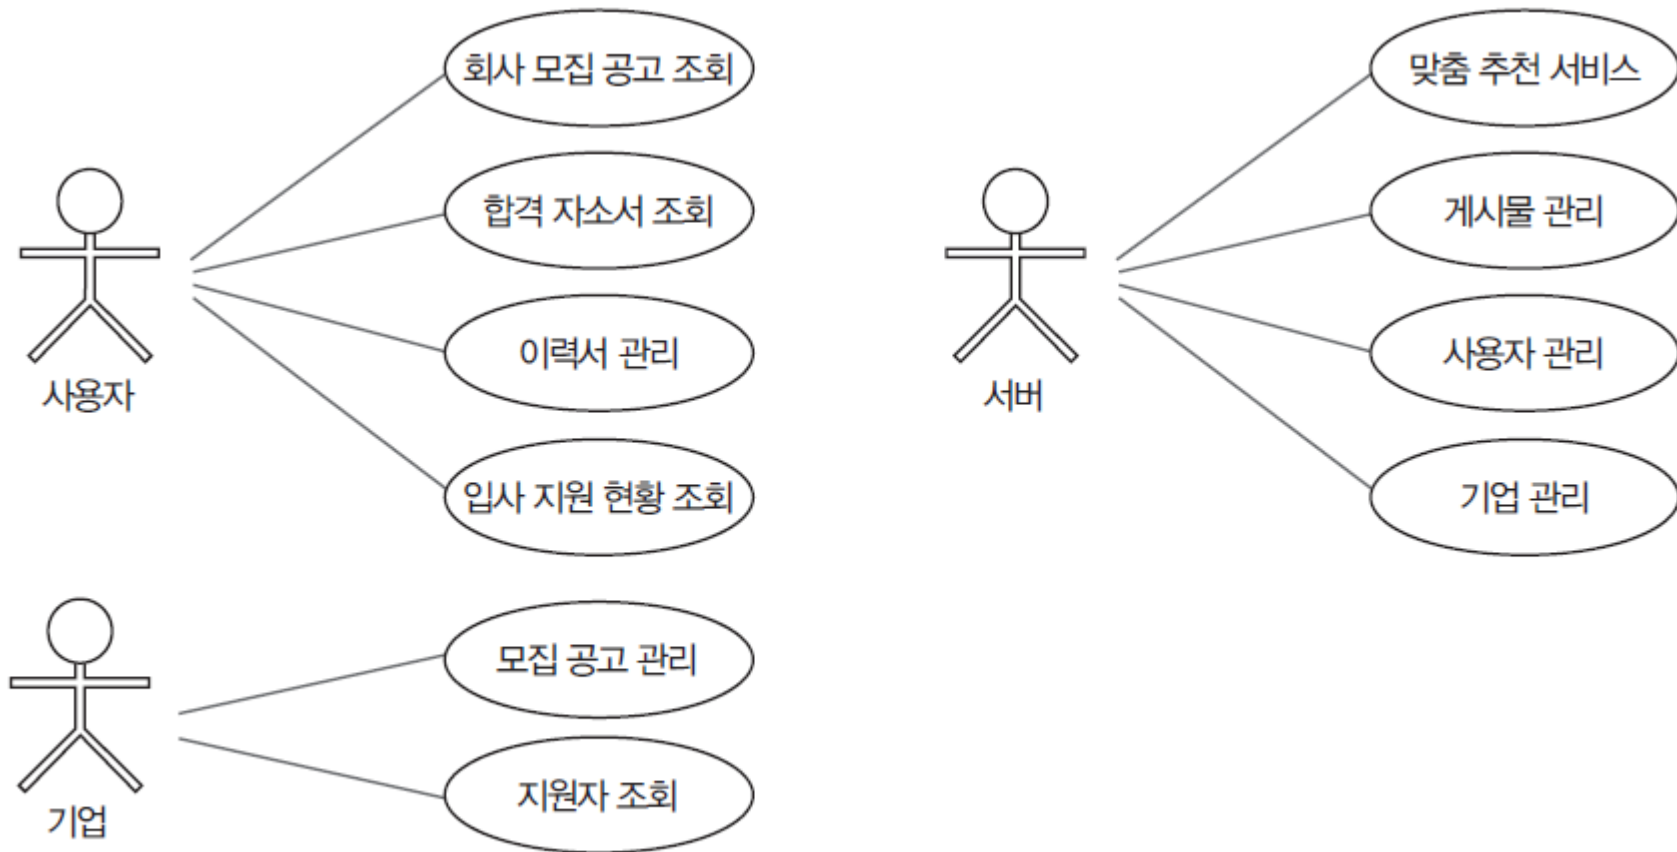 회사 모집 공고 조회
합격 자소서 조회
이력서 관리
입사 지원 현황 조회
사용자
모집 공고 관리
지원자 조회
기업
맞춤 추천 서비스
게시물 관리
사용자 관리
기업 관리
서버